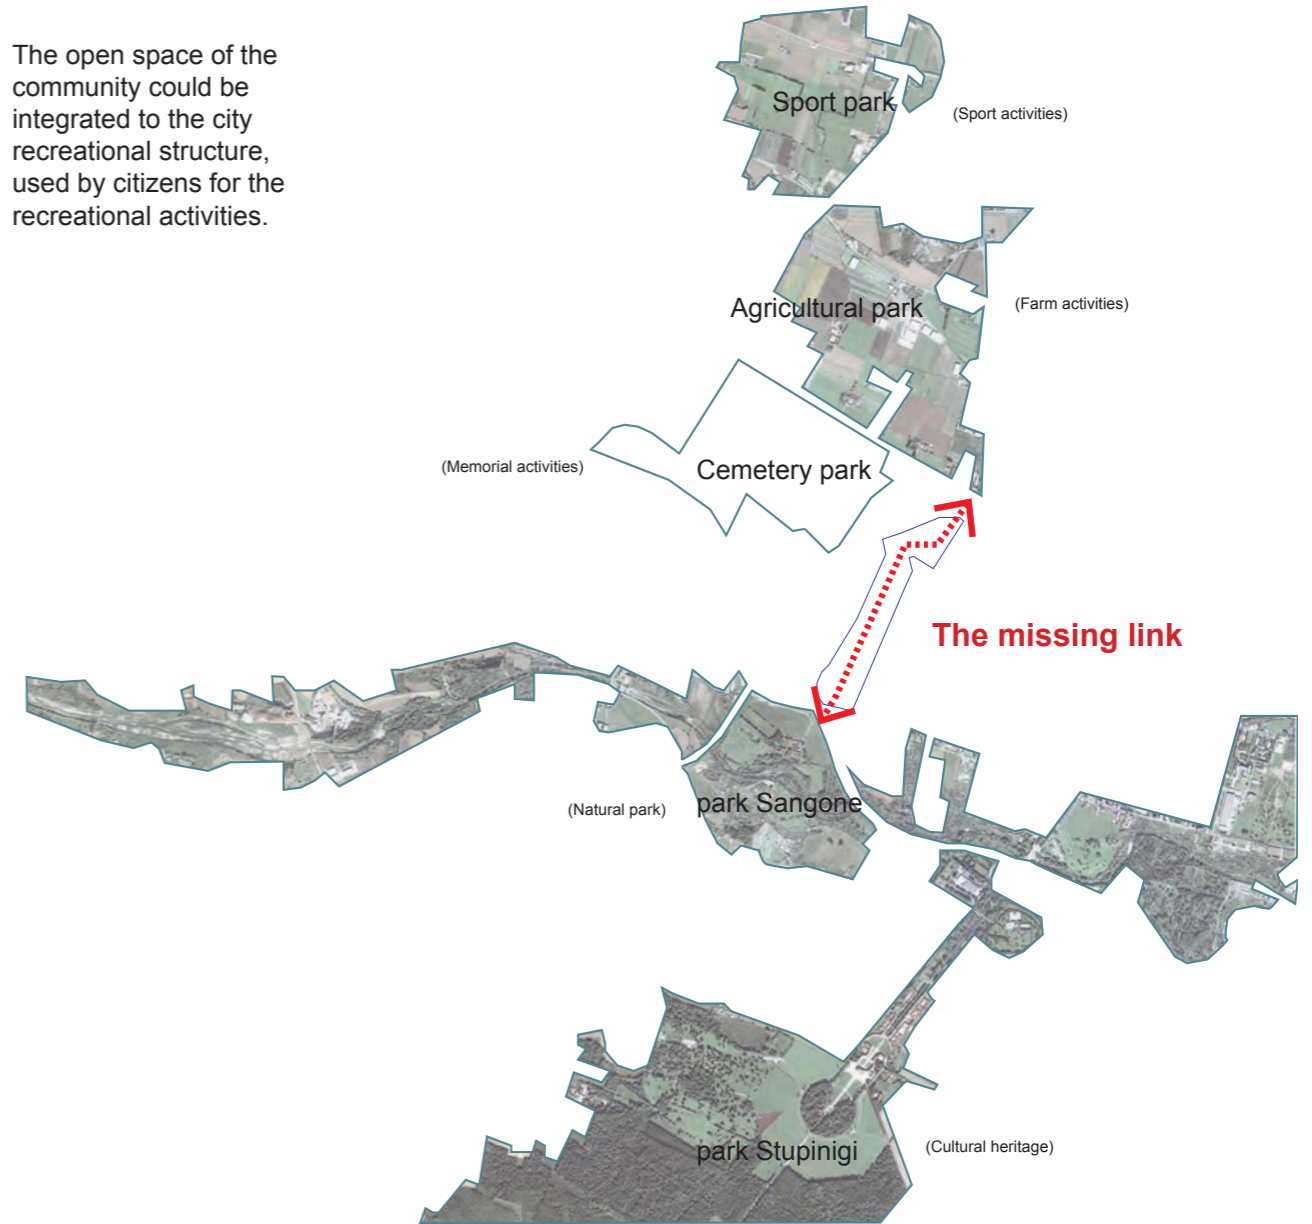 The open space of the
community could be
integrated to the city
recreational structure,
used by citizens for the
recreational activities.
Sport park
(Sport activities)
Agricultural park
(Farm activities)
(Memorial activities)
Cemetery park
The missing link
(Natural park)
park Sangone
park Stupinigi
(Cultural heritage)